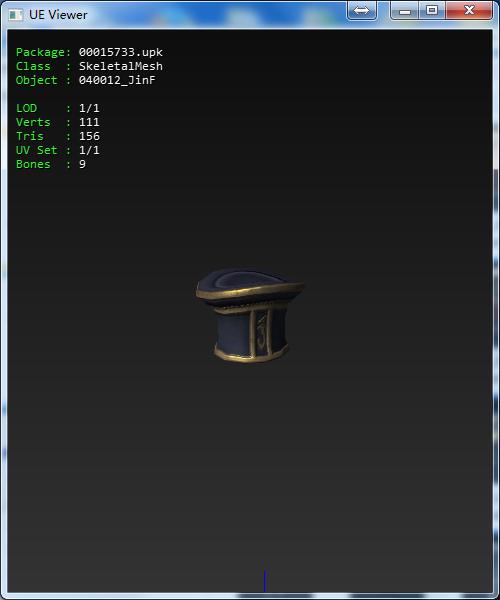 UE Viewer
Package: 00015733.upk
Class : SkeletalMesh
Object : 040012_JinF
LOD : 1/1
Verts : 111
Tris : 156
UV Set : 1/1
Bones : 9